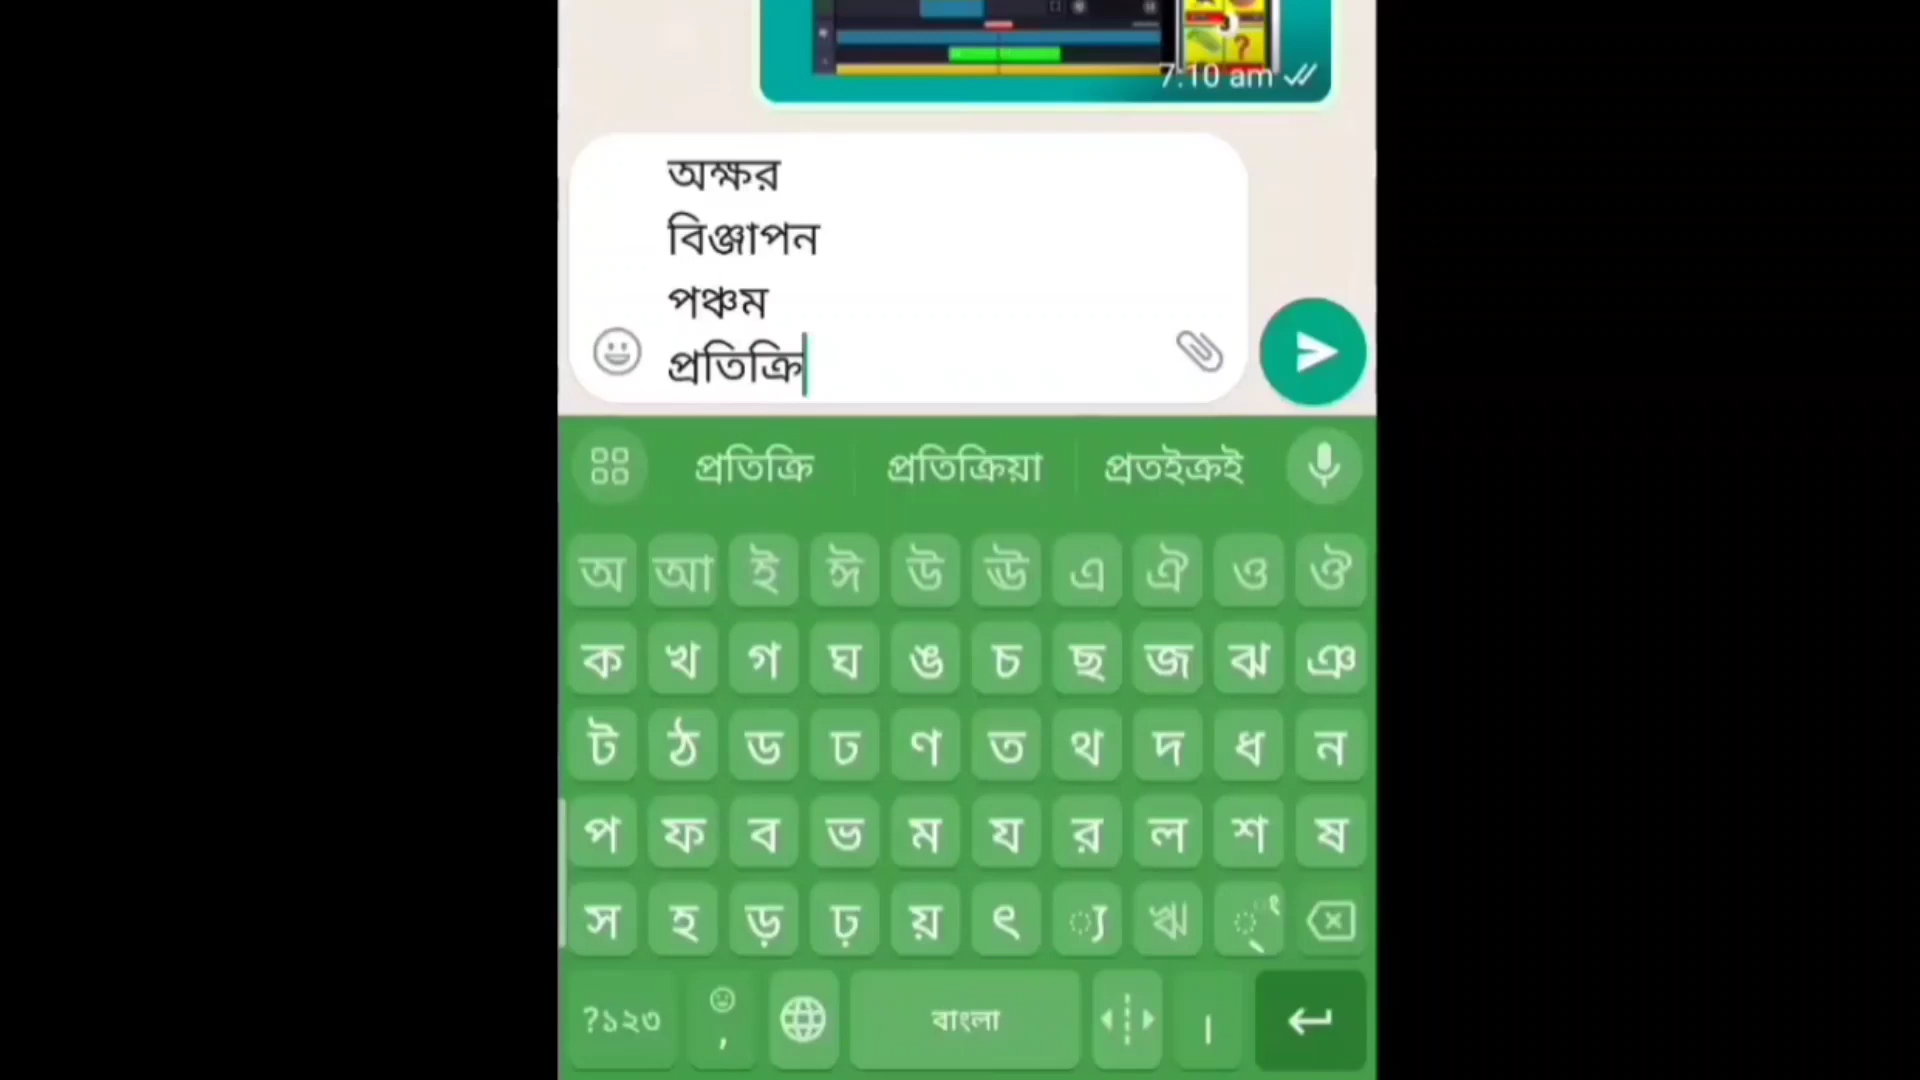 7:10 am
অক্ষর
বিঞ্জাপন
পঞ্চম
প্রতিক্রি
প্রতিক্রি প্রতিক্রিয়া প্রতইক্রই
অ আ ই ঈ উ ঊ এ ঐ ও ঔ
ক খ গ ঘ ঙ চ ছ জ ঝ ঞ
ট ঠ ড ঢ ণ ত থ দ ধ ন
প ফ ব ভ ম য র ল শ ষ
স হ ড় ঢ় য় ৎ ্য ঋ ্ ৎ
?১২৩ , বাংলা ।